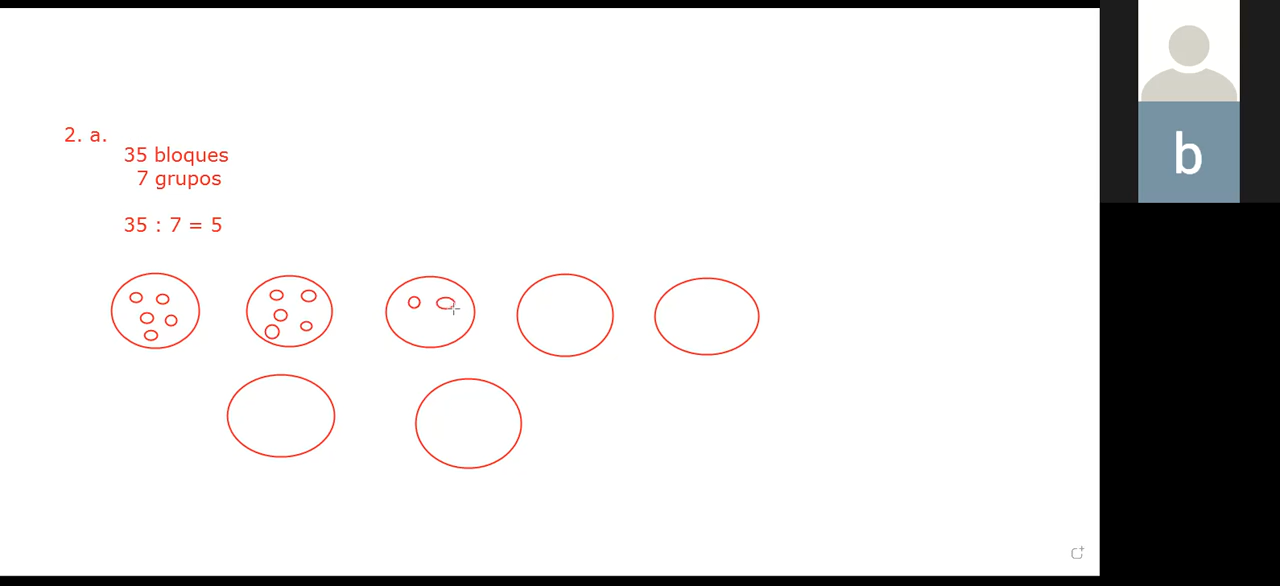 2. a.
35 bloques
7 grupos
35 : 7 = 5
b